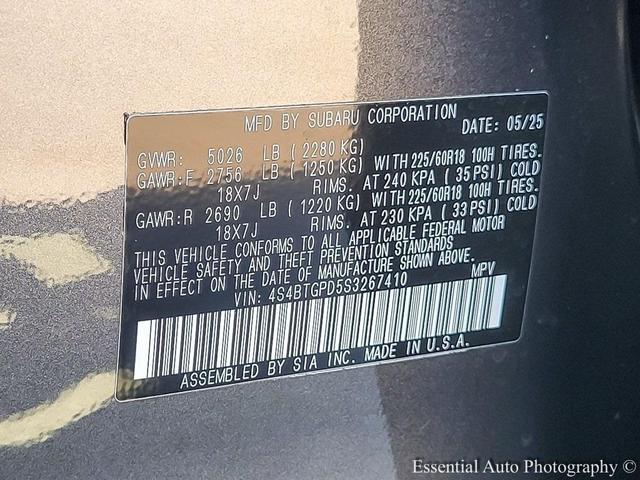 MFD BY SUBARU CORPORATION DATE: 05/25
GVWR: 5026 LB (2280 KG)
GAWR:F 2756 LB (1250 KG) WITH 225/60R18 100H TIRES.
18X7J RIMS. AT 240 KPA (35 PSI) COLD
GAWR:R 2690 LB (1220 KG) WITH 225/60R18 100H TIRES.
18X7J RIMS. AT 230 KPA (33 PSI) COLD
THIS VEHICLE CONFORMS TO ALL APPLICABLE FEDERAL MOTOR
VEHICLE SAFETY AND THEFT PREVENTION STANDARDS
IN EFFECT ON THE DATE OF MANUFACTURE SHOWN ABOVE.
VIN: 4S4BTGPD5S3267410 MPV
ASSEMBLED BY SIA INC. MADE IN U.S.A.
Essential Auto Photography ©